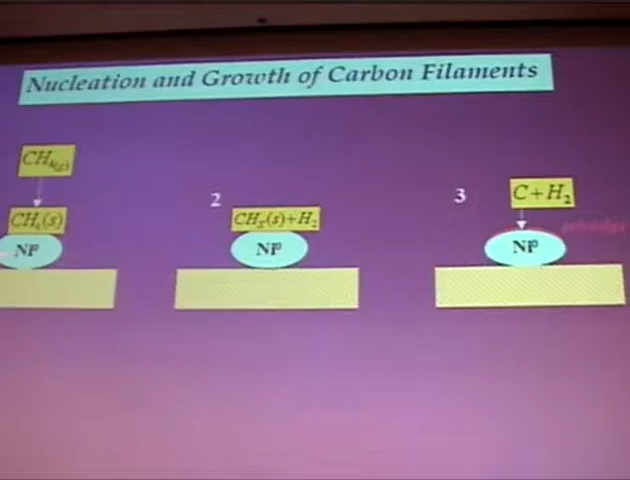 Nucleation and Growth of Carbon Filaments
CH₄(g)
CH₄(s)
NP
2
CHₓ(s)+H₂
NP
3
C+H₂
NP